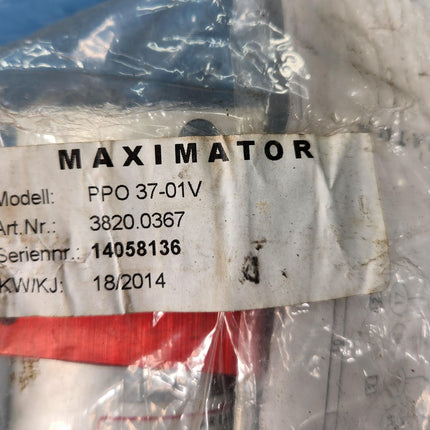 MAXIMATOR
Modell: PPO 37-01V
Art.Nr.: 3820.0367
Seriennr.: 14058136
KW/KJ: 18/2014